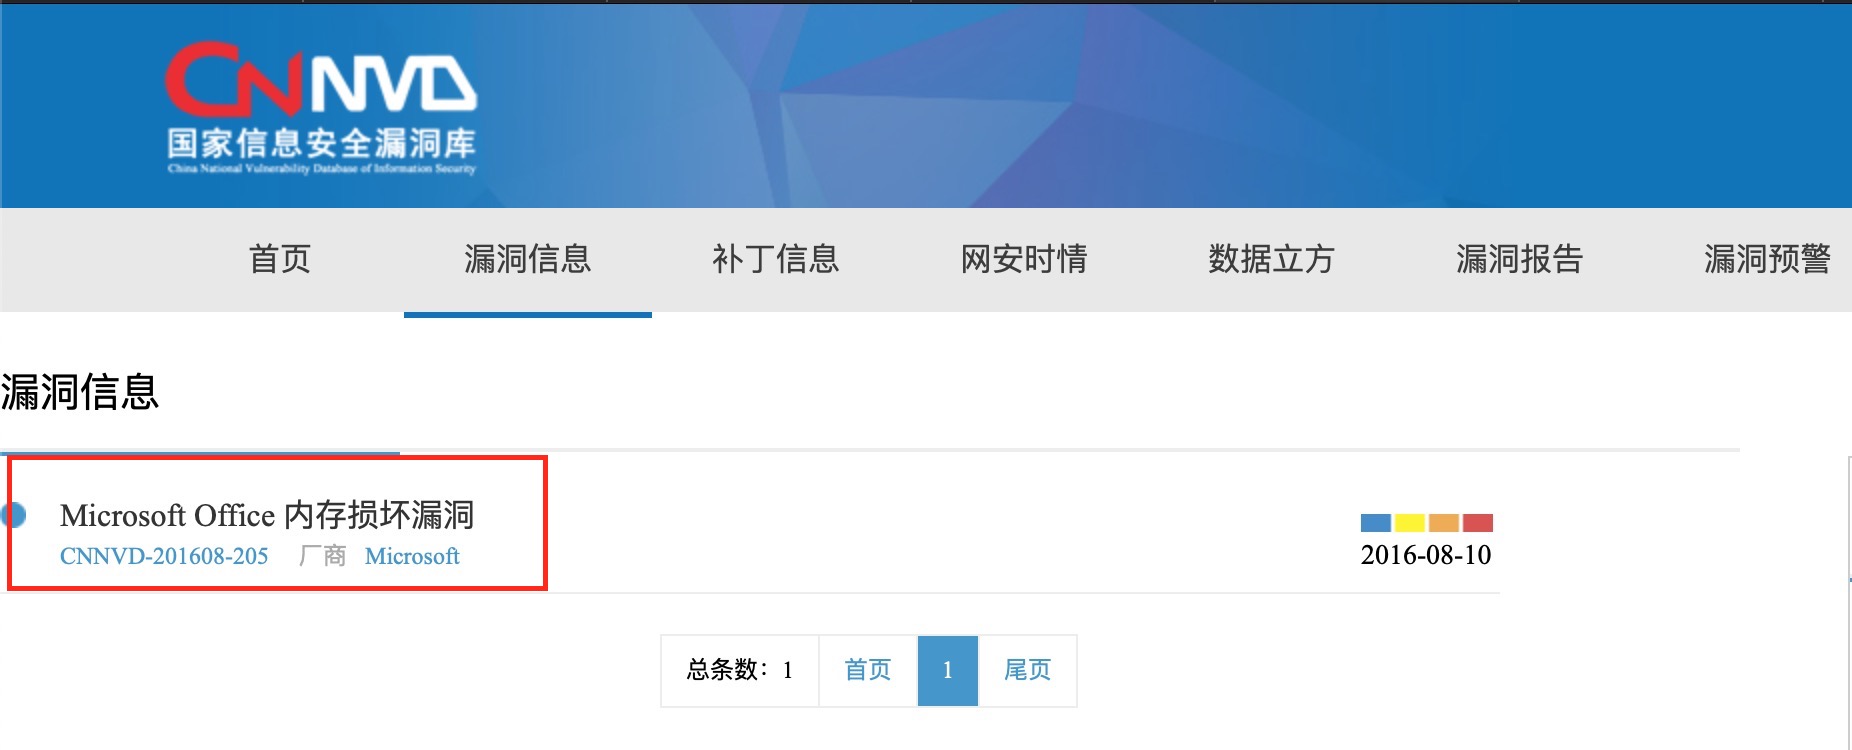 CNNVD
国家信息安全漏洞库
China National Vulnerability Database of Information Security
首页 漏洞信息 补丁信息 网安时情 数据立方 漏洞报告 漏洞预警
漏洞信息
Microsoft Office 内存损坏漏洞
CNNVD-201608-205 厂商 Microsoft
2016-08-10
总条数：1 首页 1 尾页